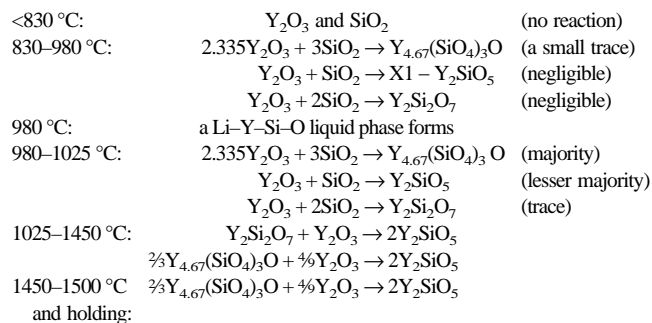 <830 °C: Y₂O₃ and SiO₂ (no reaction)
830–980 °C: 2.335Y₂O₃ + 3SiO₂ → Y₄.₆₇(SiO₄)₃O (a small trace)
Y₂O₃ + SiO₂ → X1 – Y₂SiO₅ (negligible)
Y₂O₃ + 2SiO₂ → Y₂Si₂O₇ (negligible)
980 °C: a Li–Y–Si–O liquid phase forms
980–1025 °C: 2.335Y₂O₃ + 3SiO₂ → Y₄.₆₇(SiO₄)₃ O (majority)
Y₂O₃ + SiO₂ → Y₂SiO₅ (lesser majority)
Y₂O₃ + 2SiO₂ → Y₂Si₂O₇ (trace)
1025–1450 °C: Y₂Si₂O₇ + Y₂O₃ → 2Y₂SiO₅
⅔Y₄.₆₇(SiO₄)₃O + 4⁄9Y₂O₃ → 2Y₂SiO₅
1450–1500 °C ⅔Y₄.₆₇(SiO₄)₃O + 4⁄9Y₂O₃ → 2Y₂SiO₅
and holding: